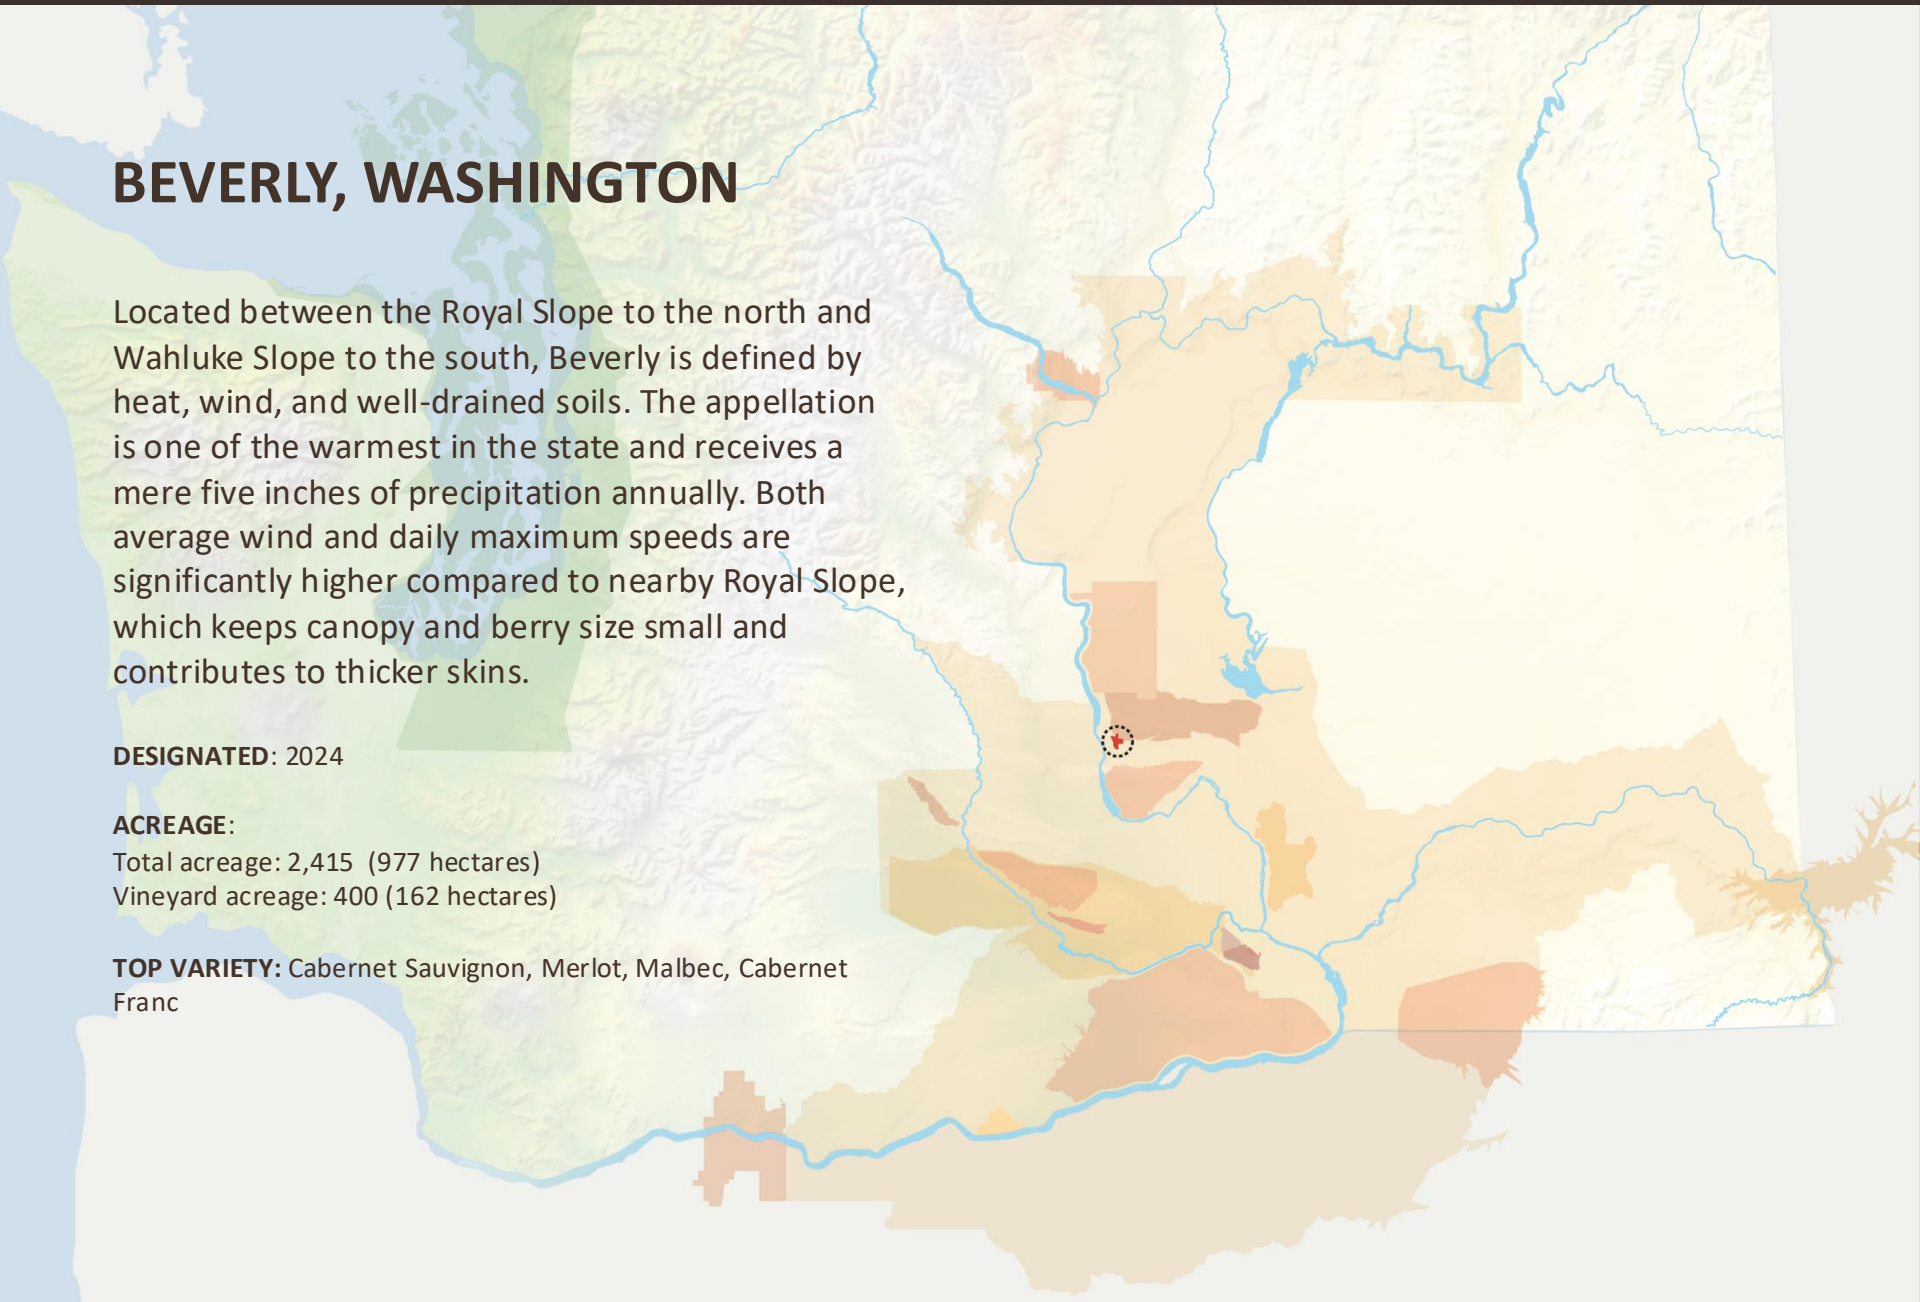 BEVERLY, WASHINGTON
Located between the Royal Slope to the north and
Wahluke Slope to the south, Beverly is defined by
heat, wind, and well-drained soils. The appellation
is one of the warmest in the state and receives a
mere five inches of precipitation annually. Both
average wind and daily maximum speeds are
significantly higher compared to nearby Royal Slope,
which keeps canopy and berry size small and
contributes to thicker skins.
DESIGNATED: 2024
ACREAGE:
Total acreage: 2,415 (977 hectares)
Vineyard acreage: 400 (162 hectares)
TOP VARIETY: Cabernet Sauvignon, Merlot, Malbec, Cabernet
Franc